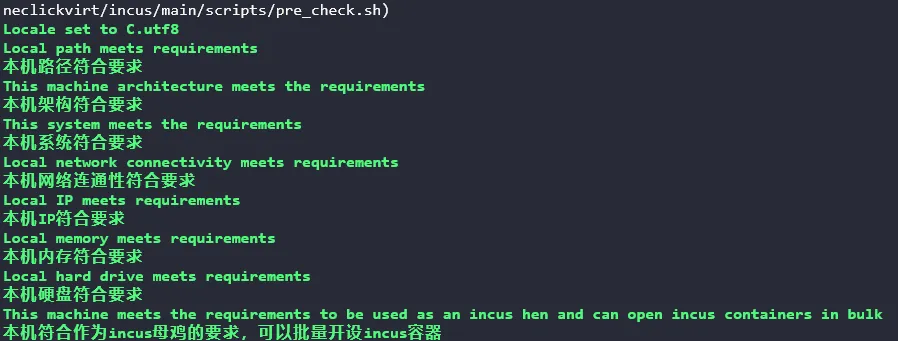 neclickvirt/incus/main/scripts/pre_check.sh)
Locale set to C.utf8
Local path meets requirements
本机路径符合要求
This machine architecture meets the requirements
本机架构符合要求
This system meets the requirements
本机系统符合要求
Local network connectivity meets requirements
本机网络连通性符合要求
Local IP meets requirements
本机IP符合要求
Local memory meets requirements
本机内存符合要求
Local hard drive meets requirements
本机硬盘符合要求
This machine meets the requirements to be used as an incus hen and can open incus containers in bulk
本机符合作为incus母鸡的要求，可以批量开设incus容器